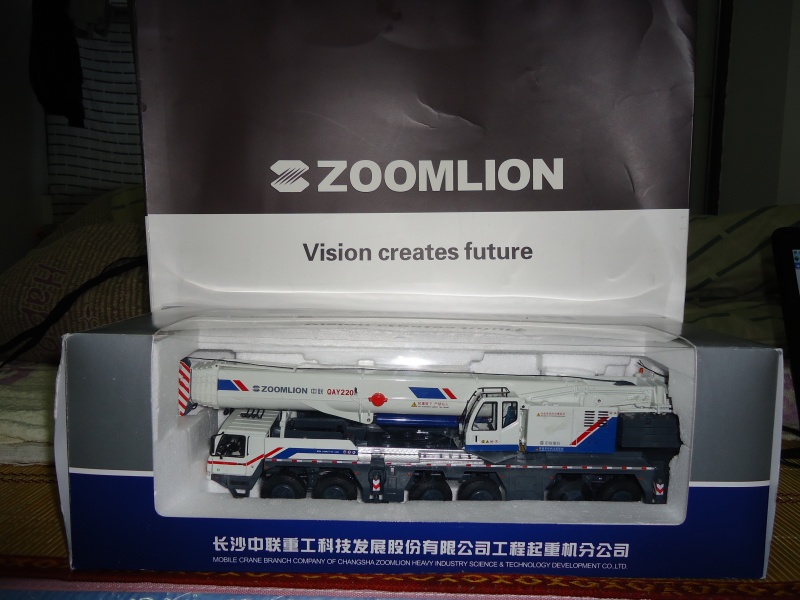 ZOOMLION
Vision creates future
ZOOMLION 中联 QAY220
长沙中联重工科技发展股份有限公司工程起重机分公司
MOBILE CRANE BRANCH COMPANY OF CHANGSHA ZOOMLION HEAVY INDUSTRY SCIENCE & TECHNOLOGY DEVELOPMENT CO.LTD.